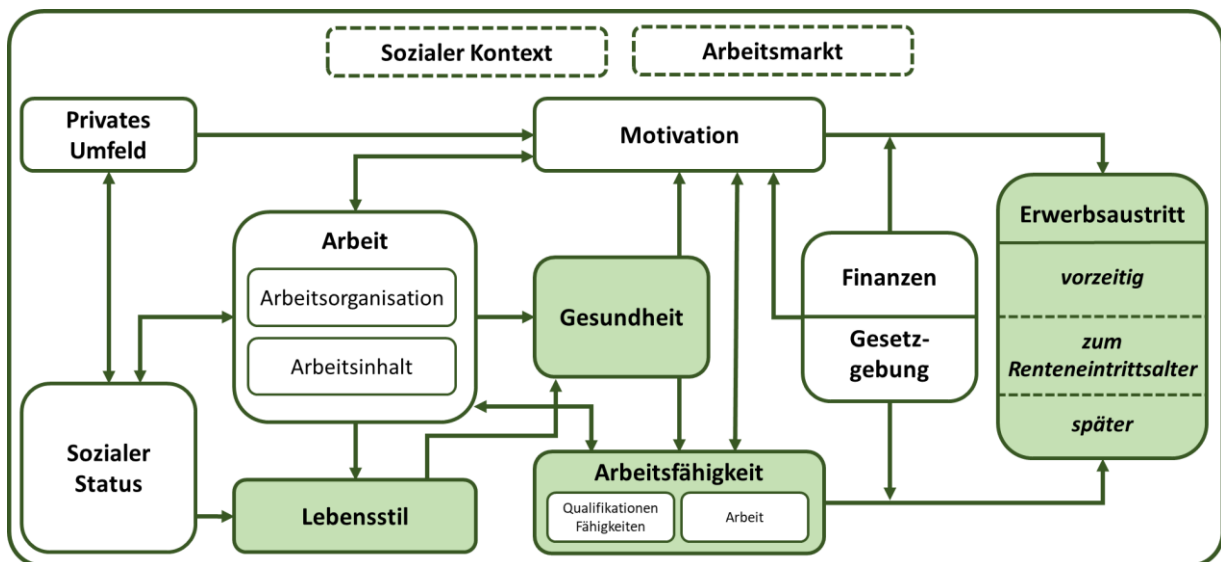 Sozialer Kontext
Arbeitsmarkt
Privates
Umfeld
Motivation
Arbeit
Arbeitsorganisation
Arbeitsinhalt
Gesundheit
Finanzen
Gesetz-
gebung
Erwerbsaustritt
vorzeitig
zum
Renteneintrittsalter
später
Sozialer
Status
Lebensstil
Arbeitsfähigkeit
Qualifikationen
Fähigkeiten
Arbeit